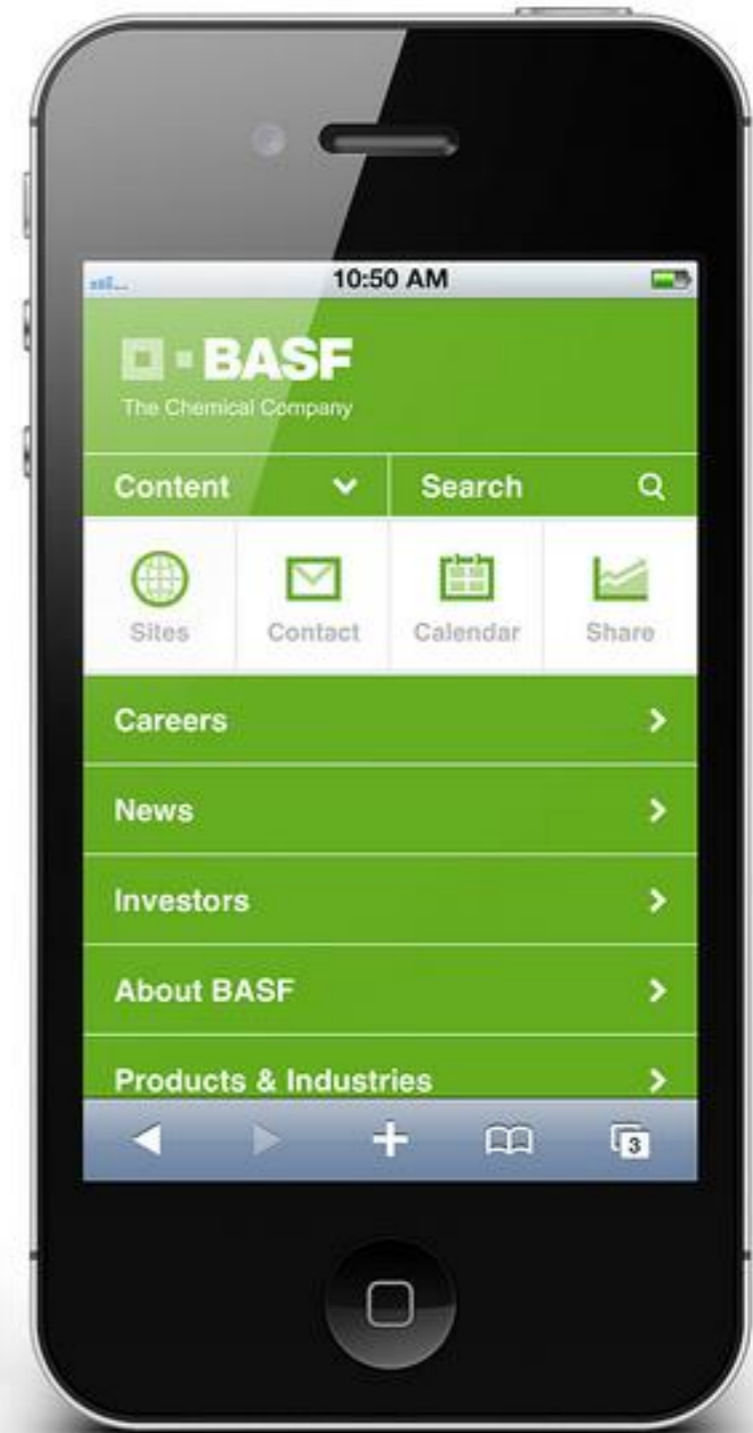 10:50 AM
BASF
The Chemical Company
Content Search
Sites Contact Calendar Share
Careers
News
Investors
About BASF
Products & Industries
3